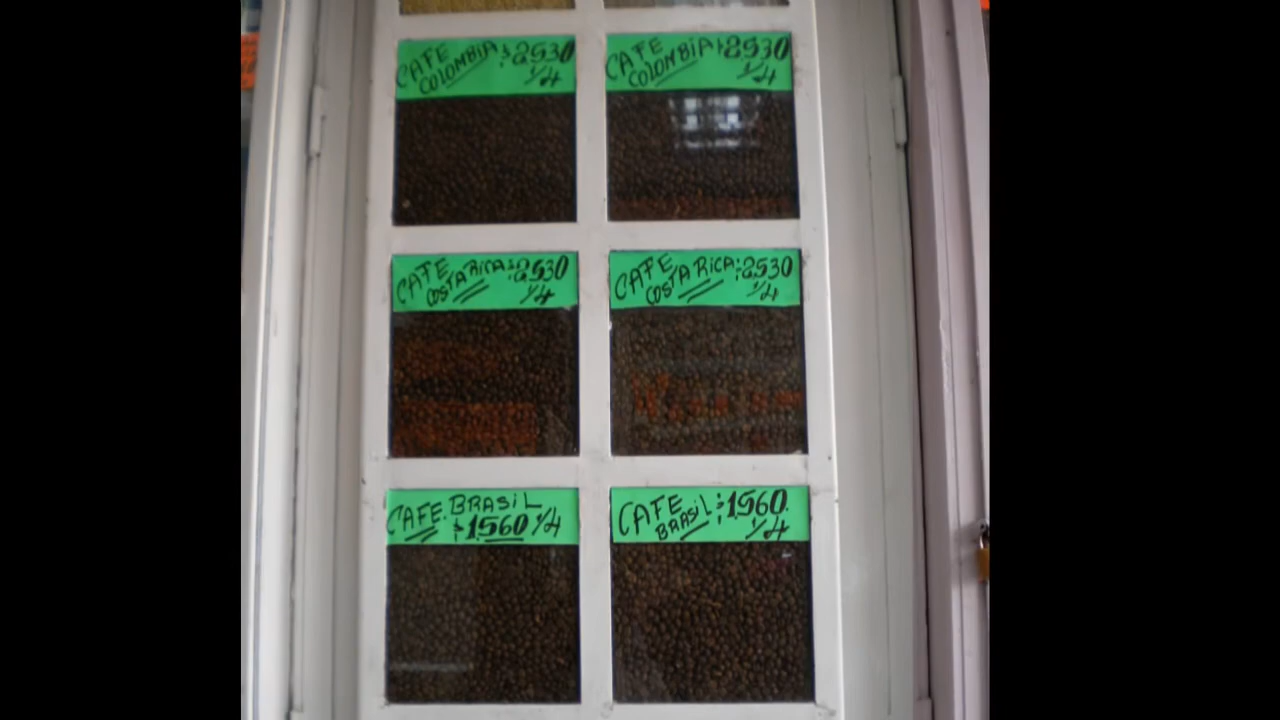 CAFE COLOMBIA $2530
1/4
CAFE COLOMBIA $2530
1/4
CAFE COSTA RICA $2530
1/4
CAFE COSTA RICA $2530
1/4
CAFE BRASIL
$1560 1/4
CAFE BRASIL $1560
1/4